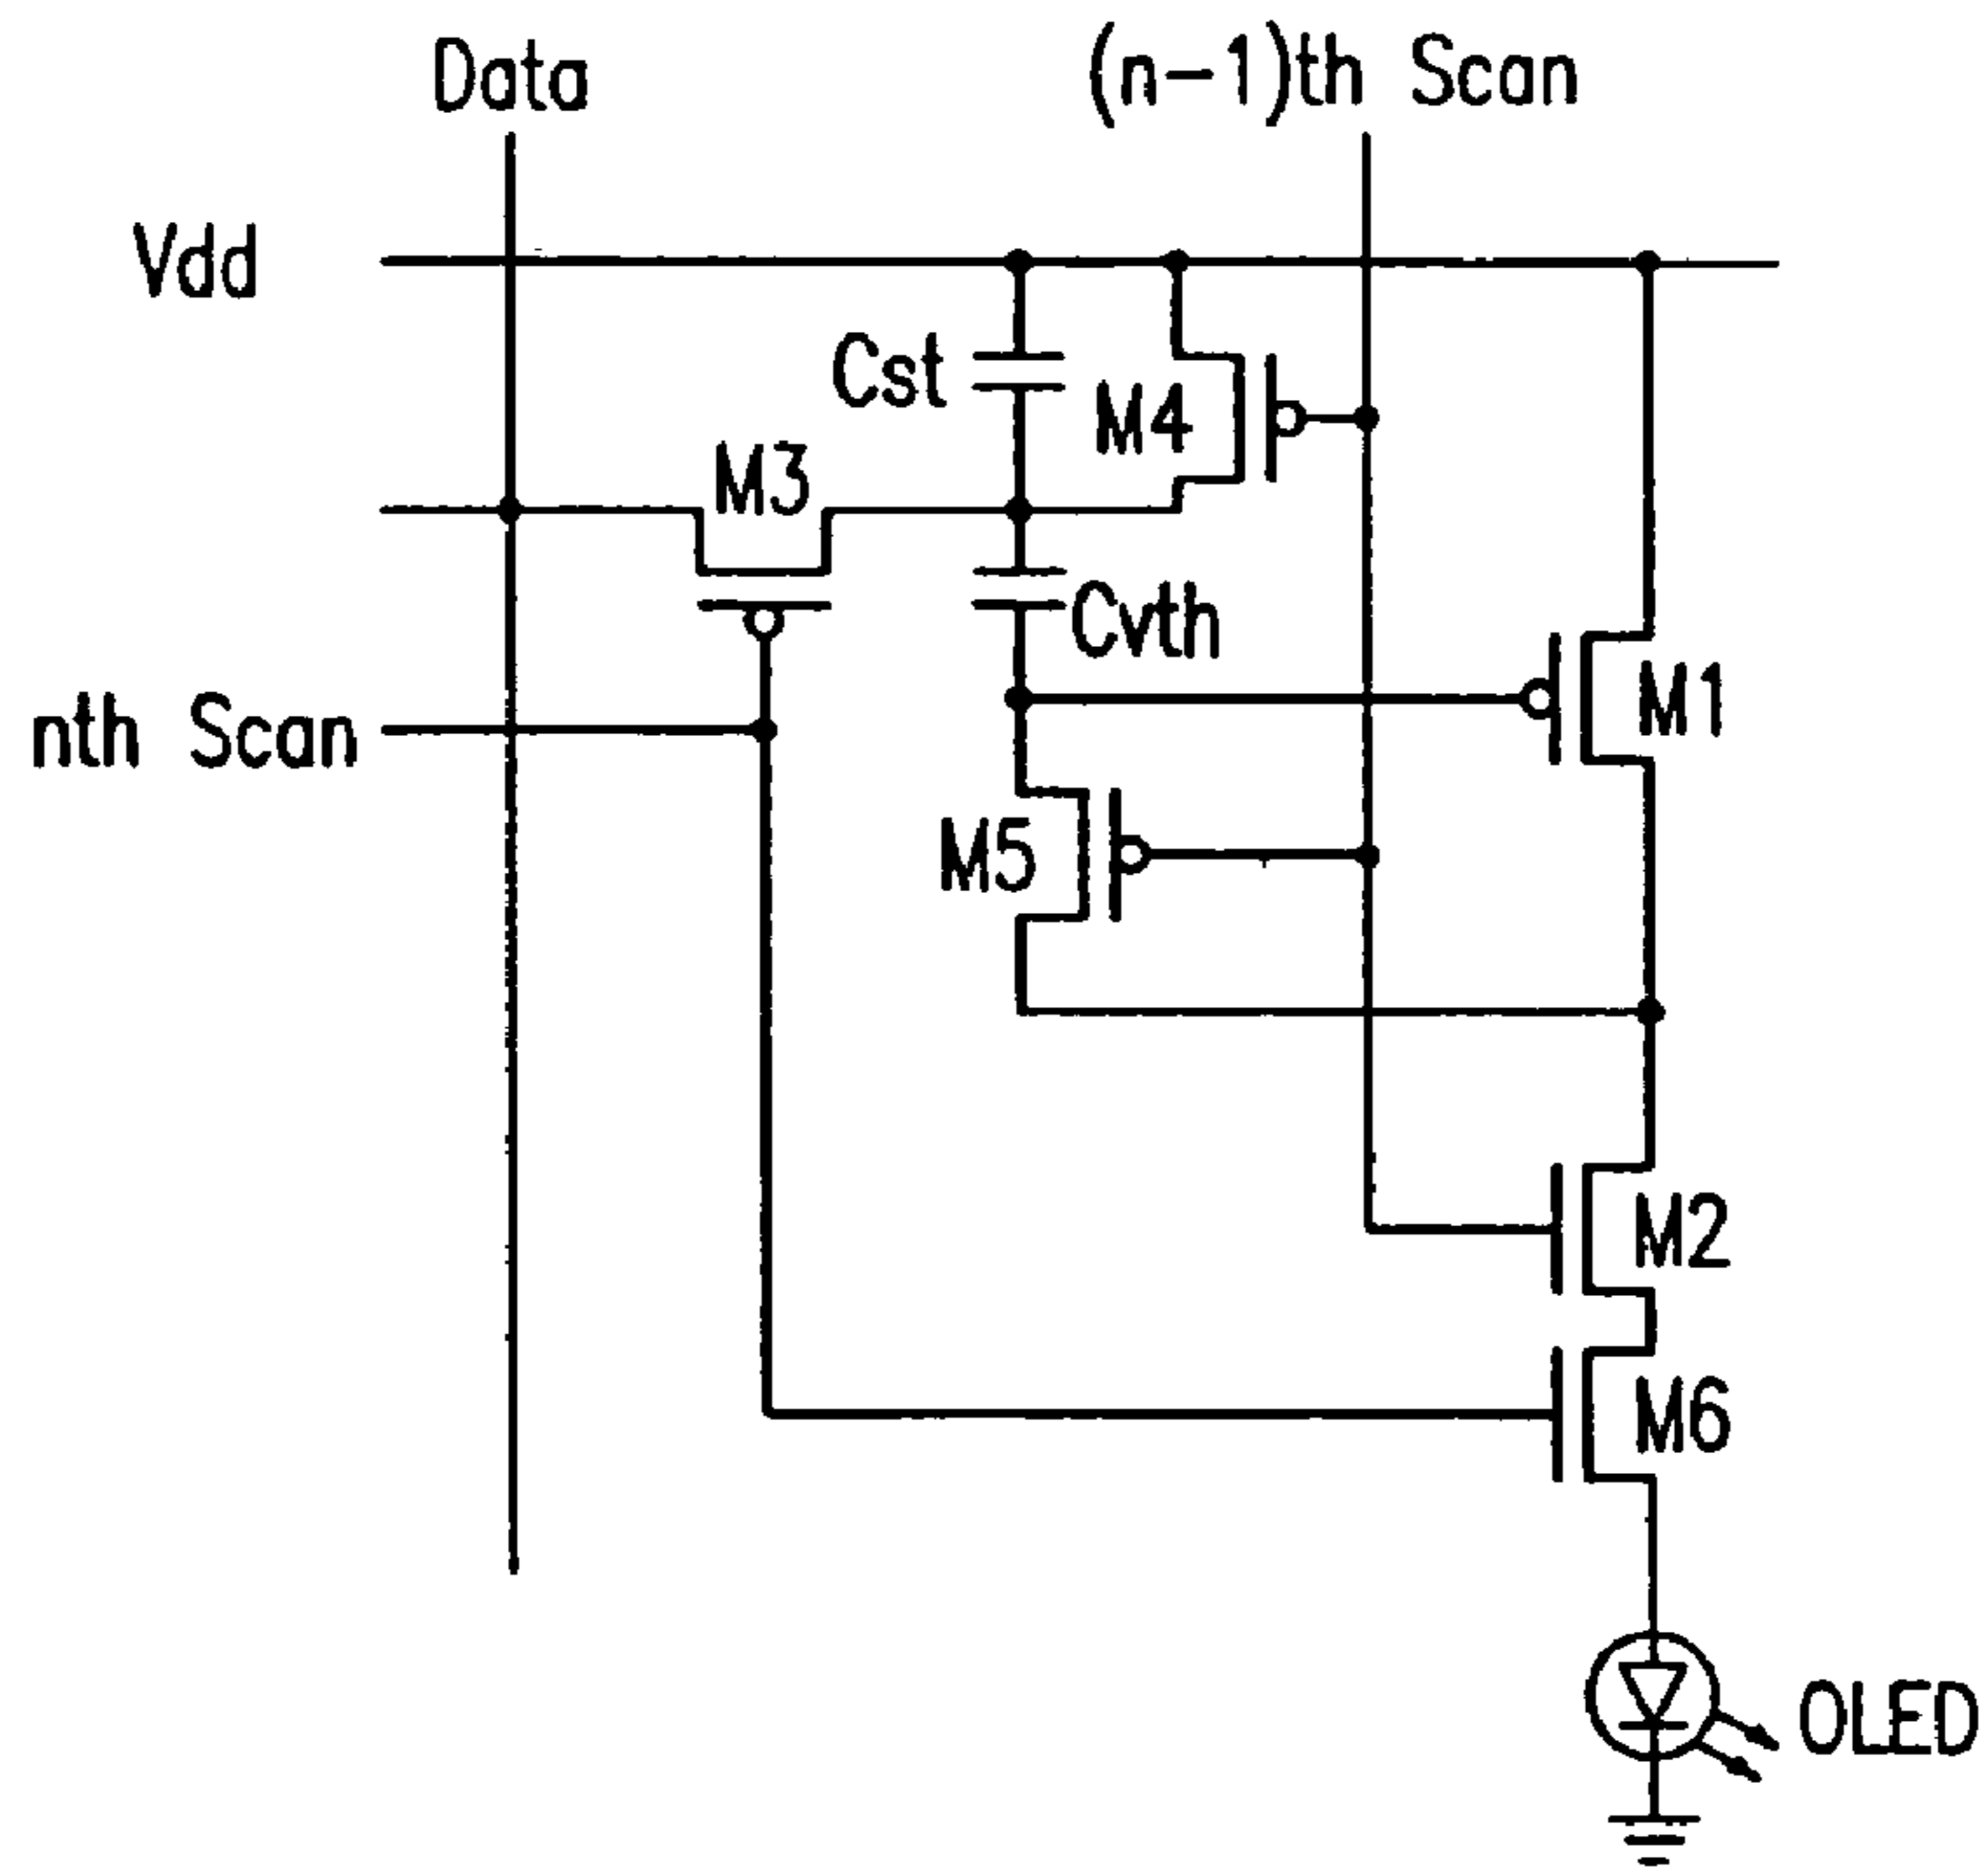 Data
(n-1)th Scan
Vdd
Cst
M4
M3
Cvth
M1
nth Scan
M5
M2
M6
OLED